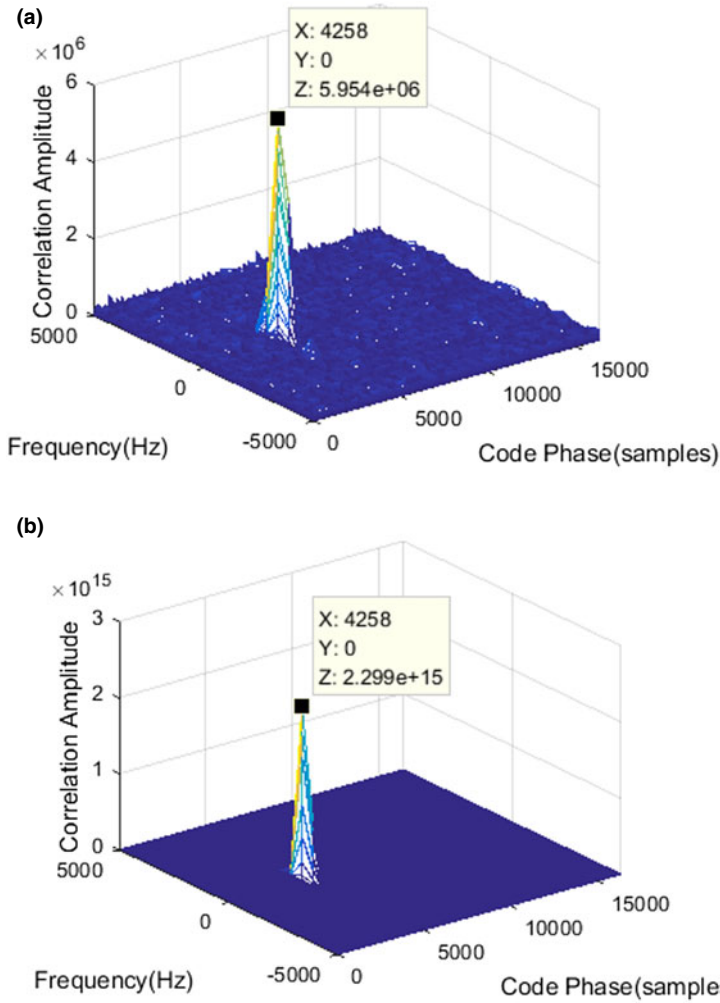 (a)
× 10^6
X: 4258
Y: 0
Z: 5.954e+06
6
4
2
0
Correlation Amplitude
5000
0
-5000
Frequency(Hz)
0
5000
10000
15000
Code Phase(samples)
(b)
× 10^15
X: 4258
Y: 0
Z: 2.299e+15
3
2
1
0
Correlation Amplitude
5000
0
-5000
Frequency(Hz)
0
5000
10000
15000
Code Phase(sample